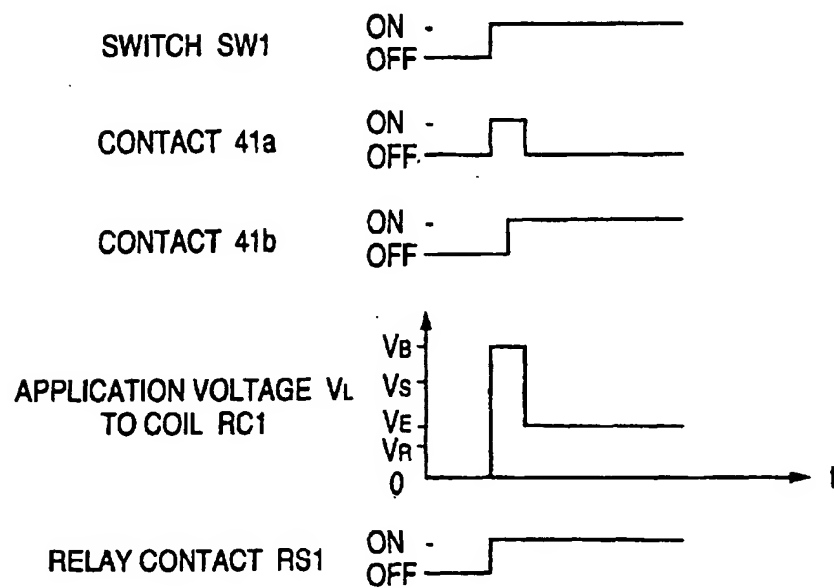 SWITCH SW1
ON
OFF
CONTACT 41a
ON
OFF
CONTACT 41b
ON
OFF
APPLICATION VOLTAGE VL
TO COIL RC1
VB
VS
VE
VR
0
t
RELAY CONTACT RS1
ON
OFF